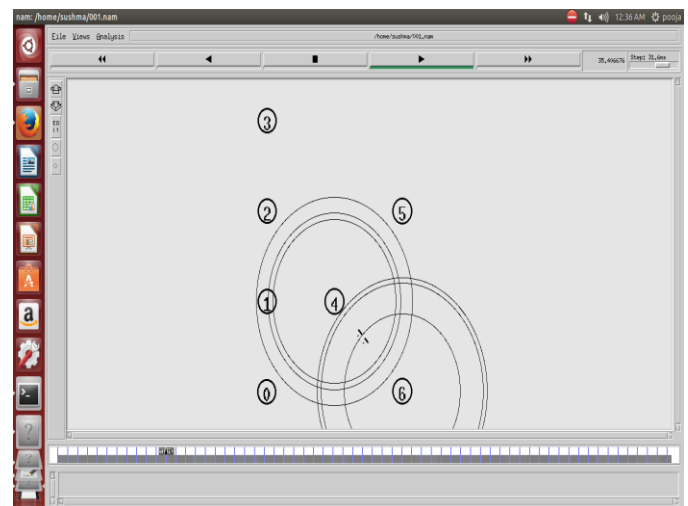 nam: /home/sushma/001.nam 12:36 AM pooja
File Views Analysis /home/sushma/001.nam
35.406676 Step: 31.6ms
3
2 5
1 4
0 6